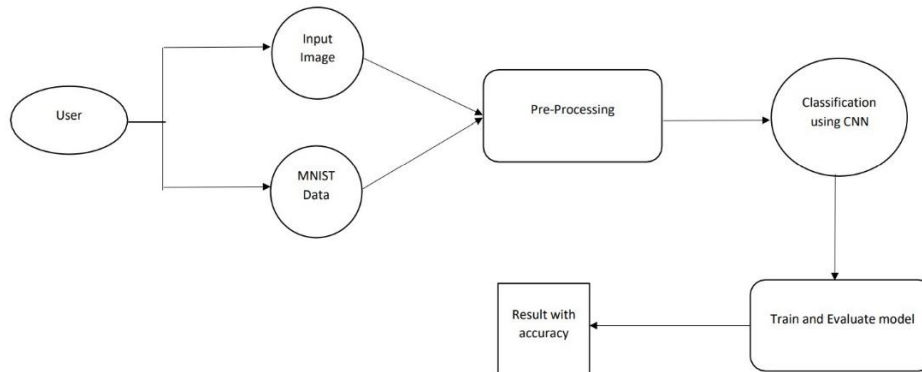 Input
Image
User
Pre-Processing
Classification
using CNN
MNIST
Data
Result with
accuracy
Train and Evaluate model